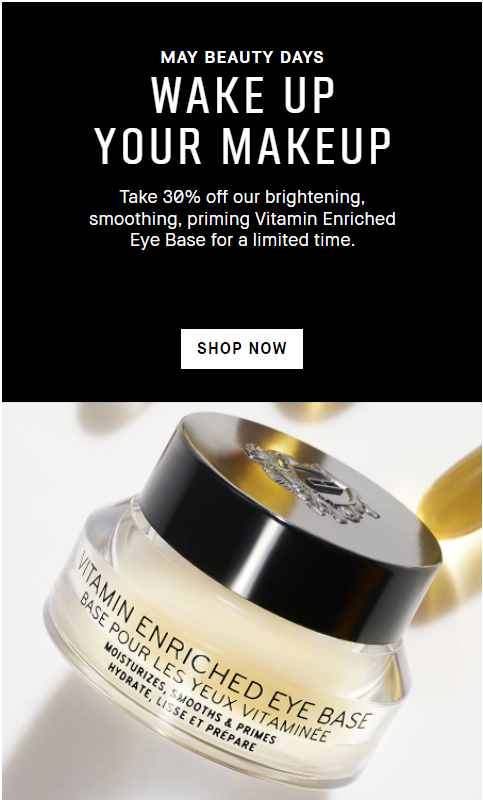 MAY BEAUTY DAYS
WAKE UP
YOUR MAKEUP
Take 30% off our brightening,
smoothing, priming Vitamin Enriched
Eye Base for a limited time.
SHOP NOW
VITAMIN ENRICHED EYE BASE
BASE POUR LES YEUX VITAMINÉE
MOISTURIZES, SMOOTHS & PRIMES
HYDRATE, LISSE ET PRÉPARE